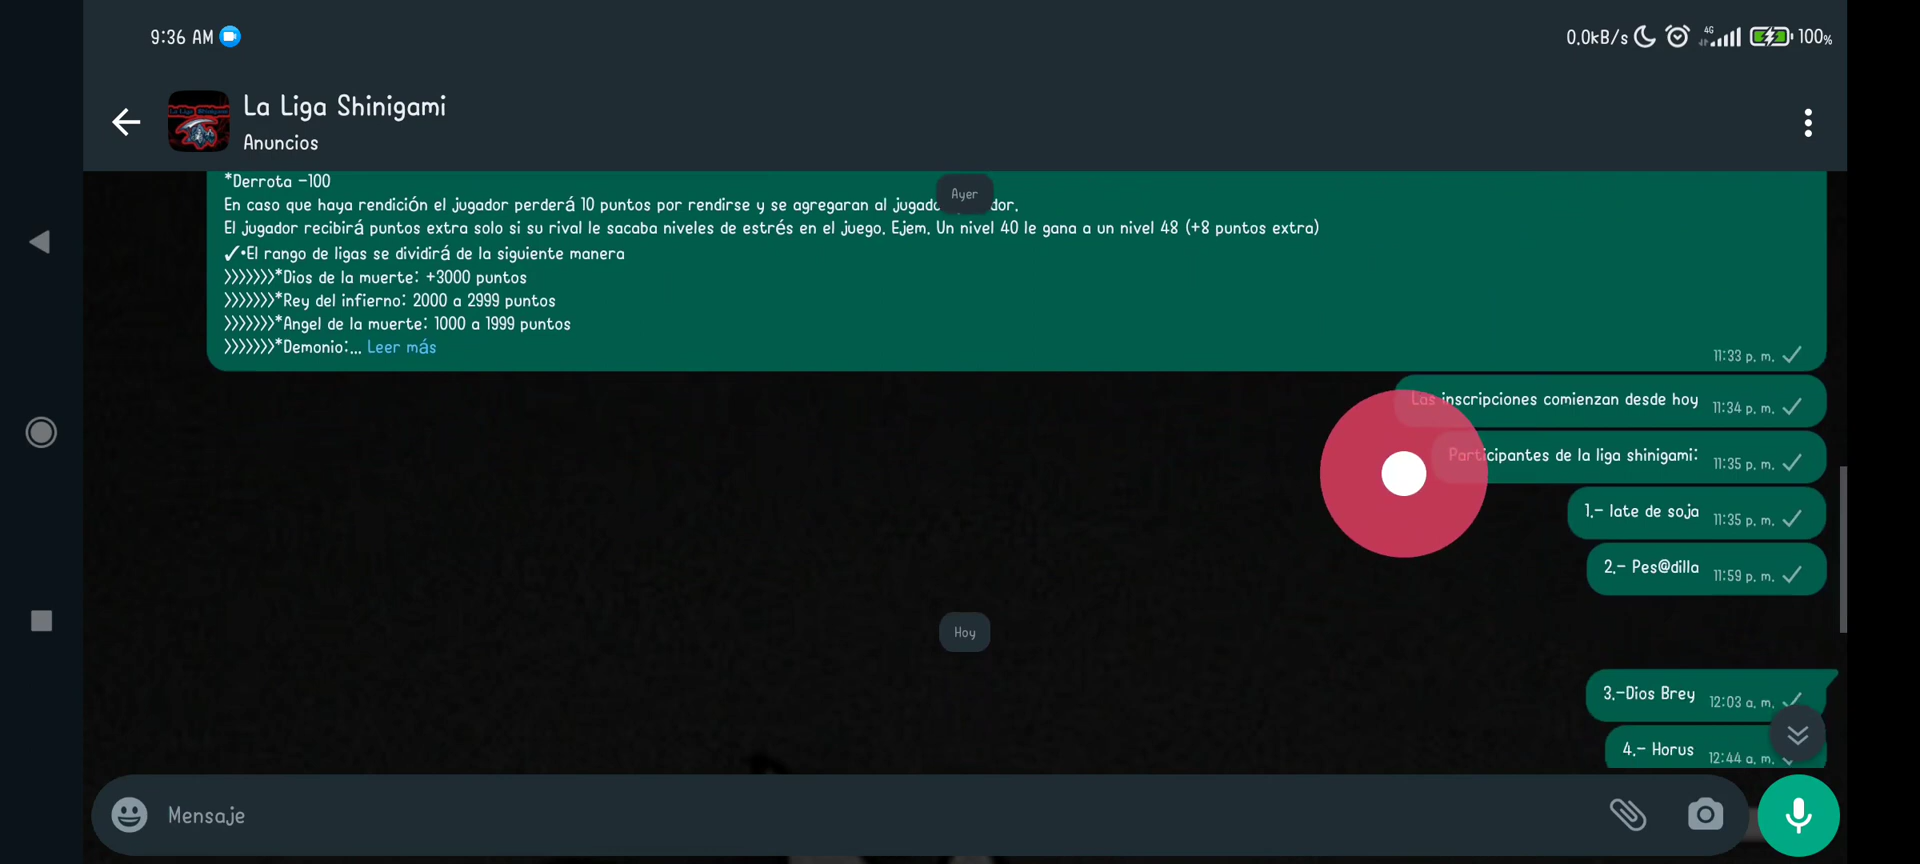 9:36 AM
0.0kB/s 4G 100%
La Liga Shinigami
Anuncios
*Derrota -100
Ayer
En caso que haya rendición el jugador perderá 10 puntos por rendirse y se agregaran al
El jugador recibirá puntos extra solo si su rival le sacaba niveles de estrés en el juego. Ejem. Un nivel 40 le gana a un nivel 48 (+8 puntos extra)
✓•El rango de ligas se dividirá de la siguiente manera
>>>>>>>*Dios de la muerte: +3000 puntos
>>>>>>>*Rey del infierno: 2000 a 2999 puntos
>>>>>>>*Angel de la muerte: 1000 a 1999 puntos
>>>>>>>*Demonio:... Leer más
11:33 p. m.
Las inscripciones comienzan desde hoy 11:34 p. m.
Participantes de la liga shinigami: 11:35 p. m.
1.- late de soja 11:35 p. m.
2.- Pes@dilla 11:59 p. m.
Hoy
3.-Dios Brey 12:03 a. m.
4.- Horus 12:44 a. m.
Mensaje